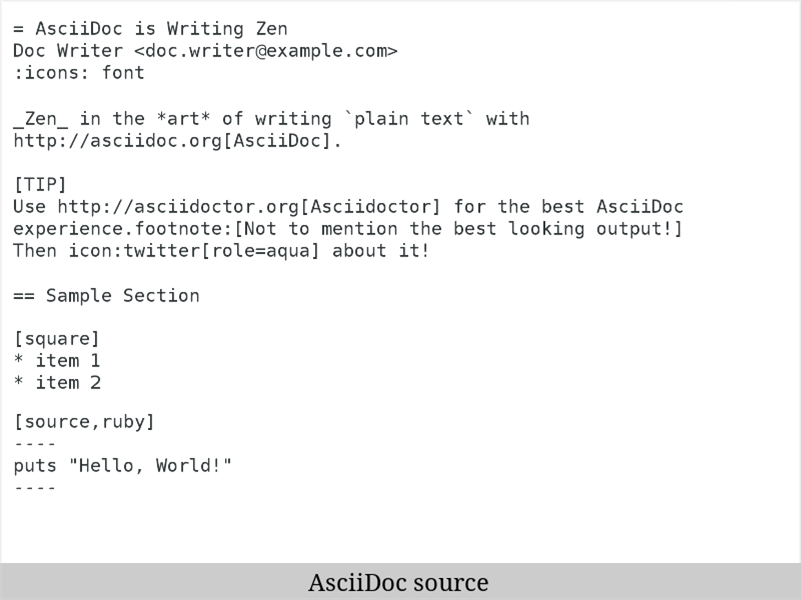 = AsciiDoc is Writing Zen
Doc Writer <doc.writer@example.com>
:icons: font
_Zen_ in the *art* of writing `plain text` with
http://asciidoc.org[AsciiDoc].
[TIP]
Use http://asciidoctor.org[Asciidoctor] for the best AsciiDoc
experience.footnote:[Not to mention the best looking output!]
Then icon:twitter[role=aqua] about it!
== Sample Section
[square]
* item 1
* item 2
[source,ruby]
----
puts "Hello, World!"
----
AsciiDoc source